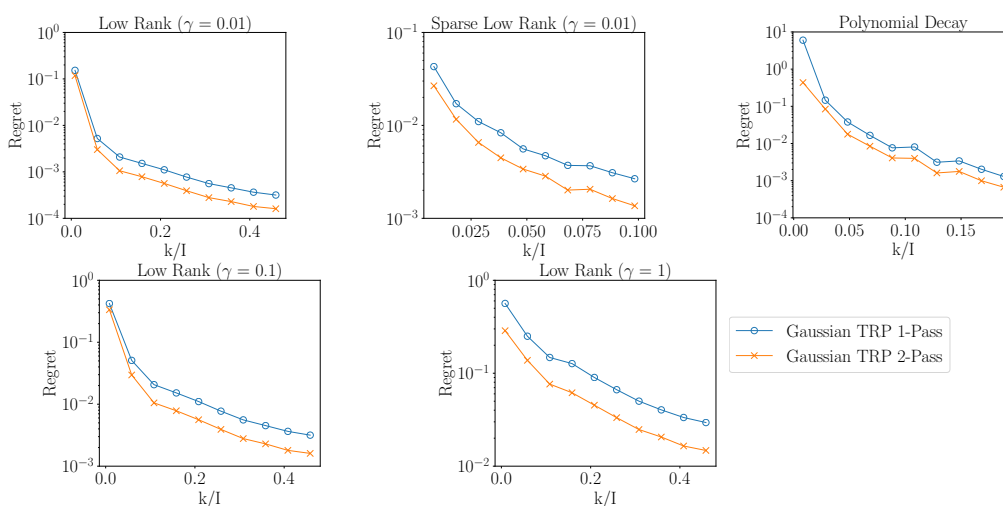 Low Rank (γ = 0.01)
Regret
10^0
10^-1
10^-2
10^-3
10^-4
0.0 0.2 0.4
k/I
Sparse Low Rank (γ = 0.01)
Regret
10^-1
10^-2
10^-3
0.025 0.050 0.075 0.100
k/I
Polynomial Decay
Regret
10^1
10^0
10^-1
10^-2
10^-3
10^-4
0.00 0.05 0.10 0.15
k/I
Low Rank (γ = 0.1)
Regret
10^0
10^-1
10^-2
10^-3
0.0 0.2 0.4
k/I
Low Rank (γ = 1)
Regret
10^0
10^-1
10^-2
0.0 0.2 0.4
k/I
Gaussian TRP 1-Pass
Gaussian TRP 2-Pass